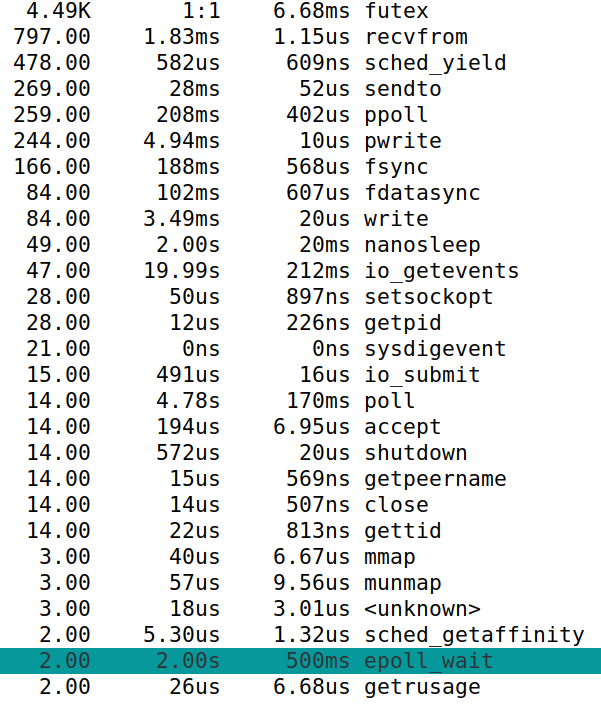 4.49K 1:1 6.68ms futex
797.00 1.83ms 1.15us recvfrom
478.00 582us 609ns sched_yield
269.00 28ms 52us sendto
259.00 208ms 402us ppoll
244.00 4.94ms 10us pwrite
166.00 188ms 568us fsync
84.00 102ms 607us fdatasync
84.00 3.49ms 20us write
49.00 2.00s 20ms nanosleep
47.00 19.99s 212ms io_getevents
28.00 50us 897ns setsockopt
28.00 12us 226ns getpid
21.00 0ns 0ns sysdigevent
15.00 491us 16us io_submit
14.00 4.78s 170ms poll
14.00 194us 6.95us accept
14.00 572us 20us shutdown
14.00 15us 569ns getpeername
14.00 14us 507ns close
14.00 22us 813ns gettid
3.00 40us 6.67us mmap
3.00 57us 9.56us munmap
3.00 18us 3.01us <unknown>
2.00 5.30us 1.32us sched_getaffinity
2.00 2.00s 500ms epoll_wait
2.00 26us 6.68us getrusage